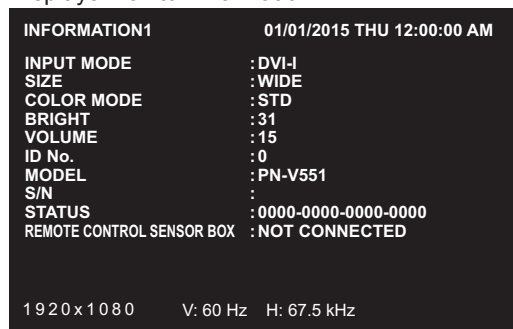 INFORMATION1 01/01/2015 THU 12:00:00 AM
INPUT MODE :DVI-I
SIZE :WIDE
COLOR MODE :STD
BRIGHT :31
VOLUME :15
ID No. :0
MODEL :PN-V551
S/N :
STATUS :0000-0000-0000-0000
REMOTE CONTROL SENSOR BOX :NOT CONNECTED
1920x1080 V: 60 Hz H: 67.5 kHz